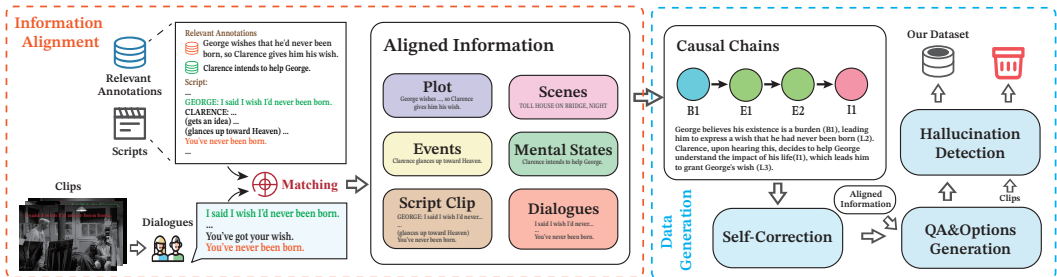 Information
Alignment
Relevant
Annotations
Scripts
Relevant Annotations
George wishes that he'd never been
born, so Clarence gives him his wish.
Clarence intends to help George.
Script:
...
GEORGE: I said I wish I'd never been born.
CLARENCE: ...
(gets an idea) ...
(glances up toward Heaven) ...
You've never been born.
...
Clips
I said I wish I'd never been born.
Dialogues
Matching
I said I wish I'd never been born.
...
You've got your wish.
You've never been born.
Aligned Information
Plot
George wishes ..., so Clarence
gives him his wish.
Scenes
TOLL HOUSE ON BRIDGE, NIGHT
Events
Clarence glances up toward Heaven.
Mental States
Clarence intends to help George.
Script Clip
GEORGE: I said I wish I'd never...
...
(glances up toward Heaven)
You've never been born.
Dialogues
I said I wish I'd never...
...
You've never been born.
Data
Generation
Causal Chains
B1
E1
E2
I1
George believes his existence is a burden (B1), leading
him to express a wish that he had never been born (L2).
Clarence, upon hearing this, decides to help George
understand the impact of his life(I1), which leads him
to grant George's wish (L3).
Self-Correction
Aligned
Information
QA&Options
Generation
Clips
Hallucination
Detection
Our Dataset